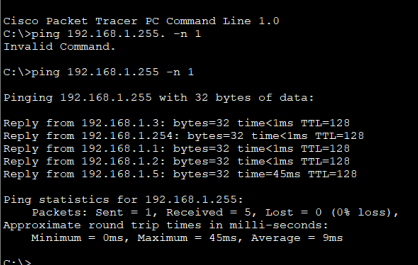 Cisco Packet Tracer PC Command Line 1.0
C:\>ping 192.168.1.255. -n 1
Invalid Command.
C:\>ping 192.168.1.255 -n 1
Pinging 192.168.1.255 with 32 bytes of data:
Reply from 192.168.1.3: bytes=32 time<1ms TTL=128
Reply from 192.168.1.254: bytes=32 time<1ms TTL=128
Reply from 192.168.1.1: bytes=32 time<1ms TTL=128
Reply from 192.168.1.2: bytes=32 time<1ms TTL=128
Reply from 192.168.1.5: bytes=32 time=45ms TTL=128
Ping statistics for 192.168.1.255:
Packets: Sent = 1, Received = 5, Lost = 0 (0% loss),
Approximate round trip times in milli-seconds:
Minimum = 0ms, Maximum = 45ms, Average = 9ms
C:\>